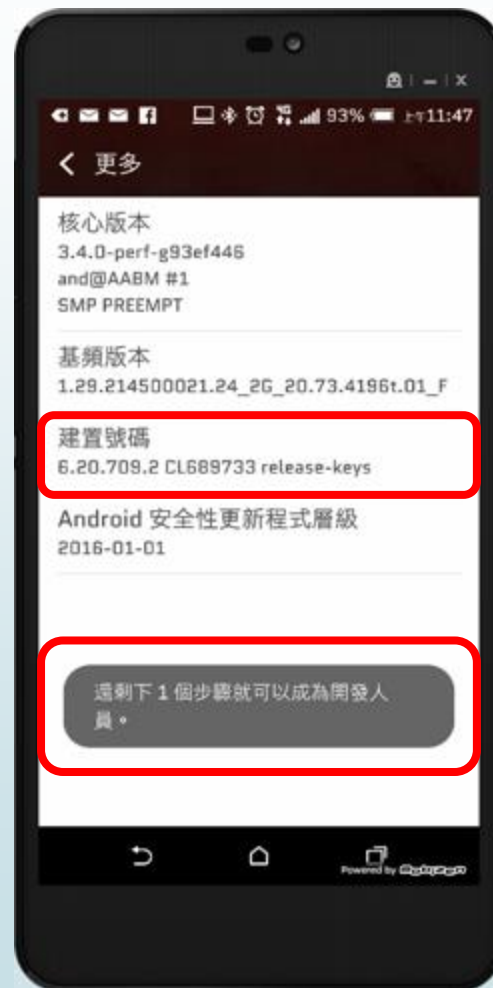 93% 上午11:47
更多
核心版本
3.4.0-perf-g93ef446
and@AABM #1
SMP PREEMPT
基頻版本
1.29.214500021.24_2G_20.73.4196t.01_F
建置號碼
6.20.709.2 CL689733 release-keys
Android 安全性更新程式層級
2016-01-01
還剩下 1 個步驟就可以成為開發人
員。
Powered by